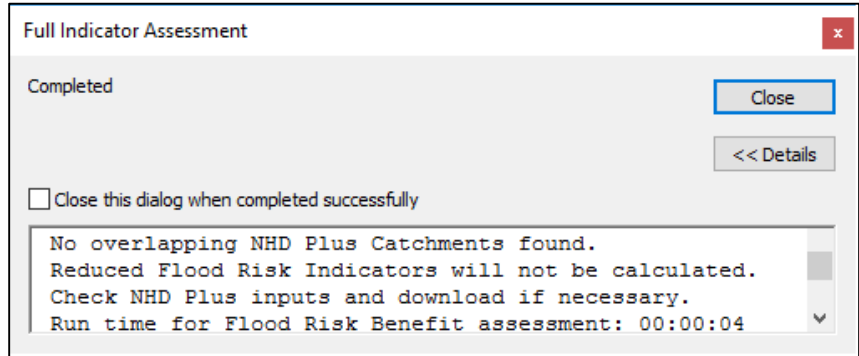 Full Indicator Assessment
x
Completed
Close
<< Details
Close this dialog when completed successfully
No overlapping NHD Plus Catchments found.
Reduced Flood Risk Indicators will not be calculated.
Check NHD Plus inputs and download if necessary.
Run time for Flood Risk Benefit assessment: 00:00:04